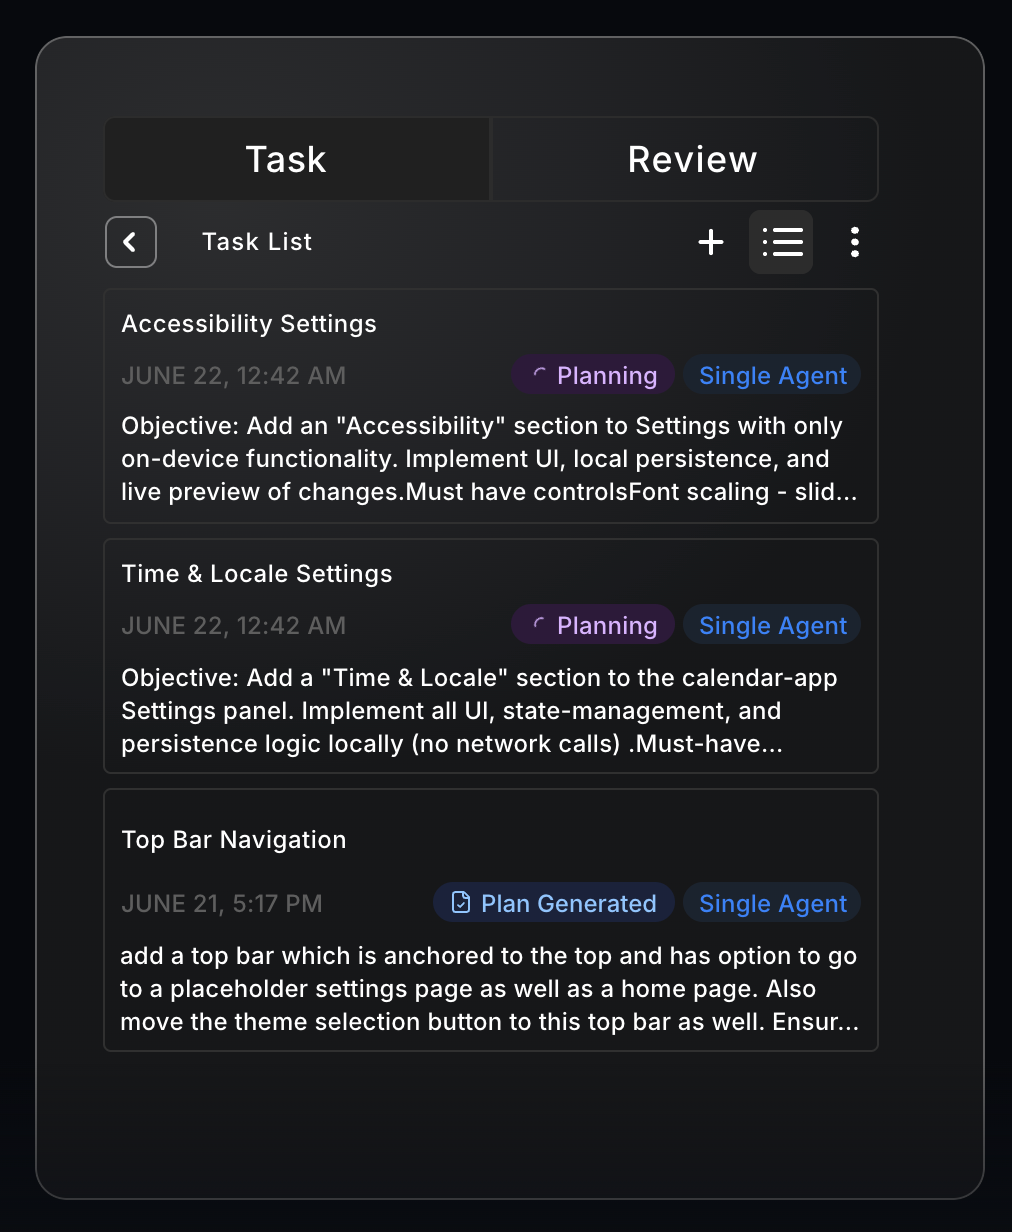 Task
Review
Task List
Accessibility Settings
JUNE 22, 12:42 AM
Planning
Single Agent
Objective: Add an "Accessibility" section to Settings with only
on-device functionality. Implement UI, local persistence, and
live preview of changes.Must have controlsFont scaling - slid...
Time & Locale Settings
JUNE 22, 12:42 AM
Planning
Single Agent
Objective: Add a "Time & Locale" section to the calendar-app
Settings panel. Implement all UI, state-management, and
persistence logic locally (no network calls) .Must-have...
Top Bar Navigation
JUNE 21, 5:17 PM
Plan Generated
Single Agent
add a top bar which is anchored to the top and has option to go
to a placeholder settings page as well as a home page. Also
move the theme selection button to this top bar as well. Ensur...